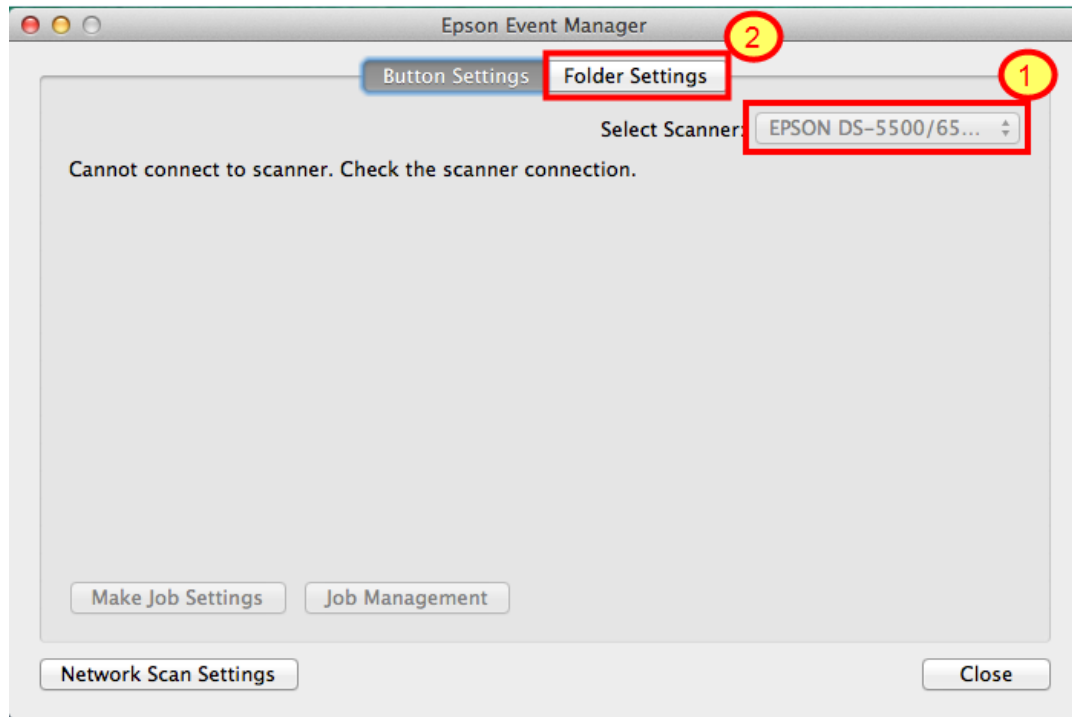 Epson Event Manager
2
Button Settings Folder Settings
1
Select Scanner: EPSON DS-5500/65...
Cannot connect to scanner. Check the scanner connection.
Make Job Settings Job Management
Network Scan Settings Close